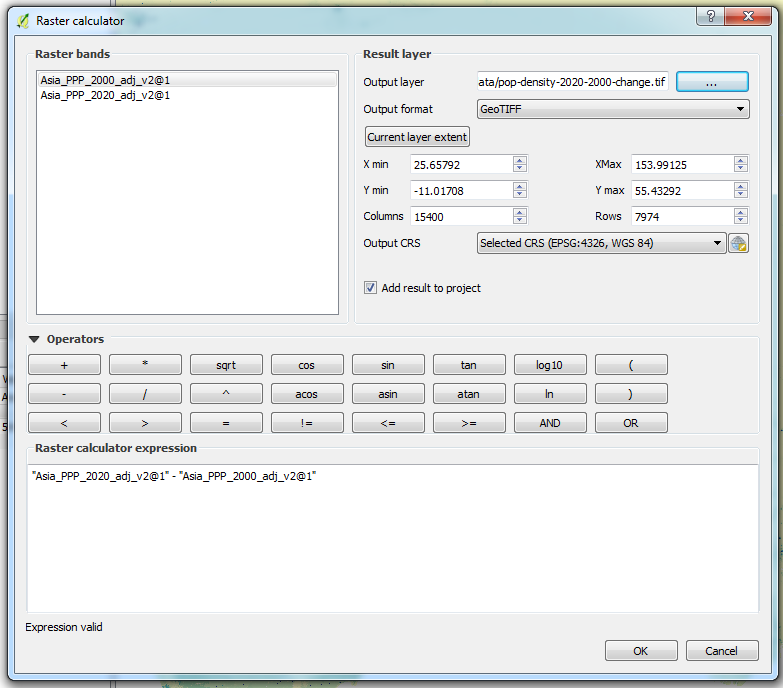 Raster calculator
?
X
Raster bands
Asia_PPP_2000_adj_v2@1
Asia_PPP_2020_adj_v2@1
Result layer
Output layer ata/pop-density-2020-2000-change.tif ...
Output format GeoTIFF
Current layer extent
X min 25.65792 XMax 153.99125
Y min -11.01708 Y max 55.43292
Columns 15400 Rows 7974
Output CRS Selected CRS (EPSG:4326, WGS 84)
Add result to project
Operators
+ * sqrt cos sin tan log10 (
- / ^ acos asin atan ln )
< > = != <= >= AND OR
Raster calculator expression
"Asia_PPP_2020_adj_v2@1" - "Asia_PPP_2000_adj_v2@1"
Expression valid
OK Cancel